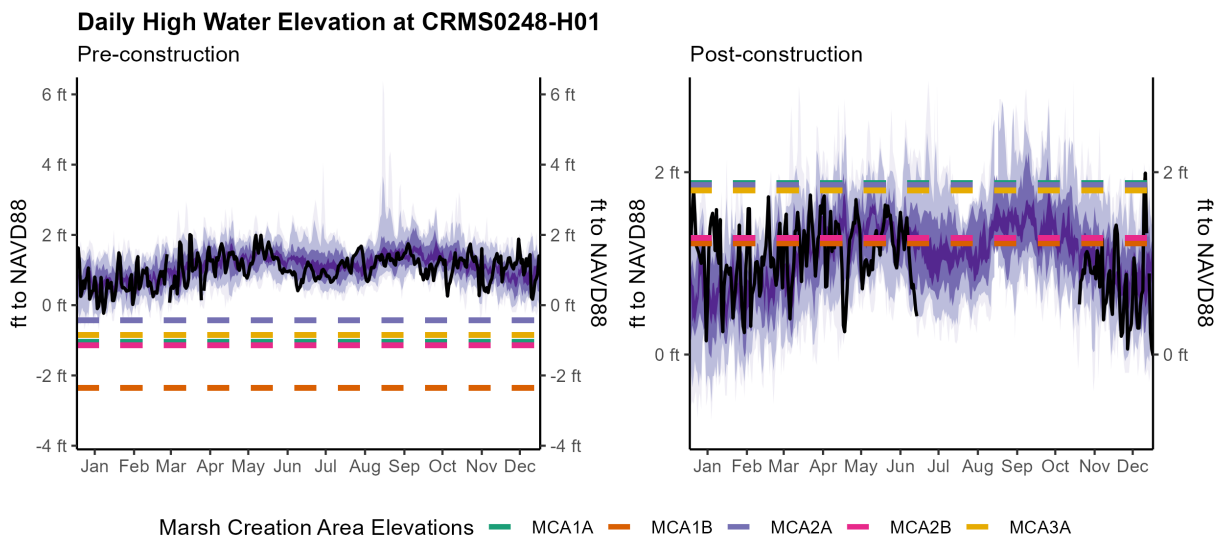 Daily High Water Elevation at CRMS0248-H01
Pre-construction
Post-construction
6 ft
4 ft
2 ft
0 ft
-2 ft
-4 ft
ft to NAVD88
6 ft
4 ft
2 ft
0 ft
-2 ft
-4 ft
ft to NAVD88
Jan Feb Mar Apr May Jun Jul Aug Sep Oct Nov Dec
2 ft
0 ft
ft to NAVD88
2 ft
0 ft
ft to NAVD88
Jan Feb Mar Apr May Jun Jul Aug Sep Oct Nov Dec
Marsh Creation Area Elevations MCA1A MCA1B MCA2A MCA2B MCA3A